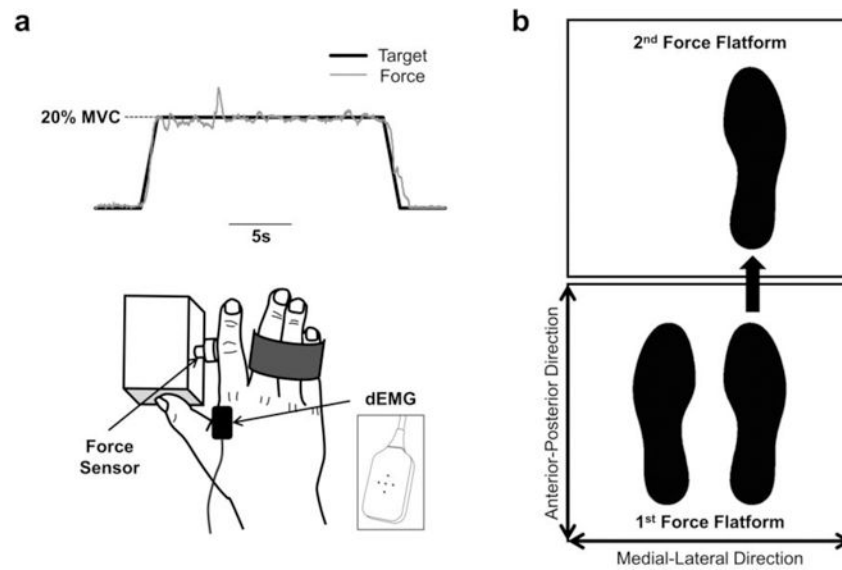 a
Target
Force
20% MVC
5s
dEMG
Force
Sensor
b
2nd Force Flatform
Anterior-Posterior Direction
1st Force Flatform
Medial-Lateral Direction